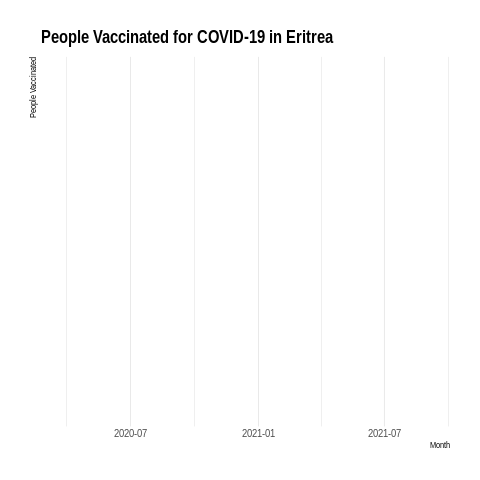 People Vaccinated for COVID-19 in Eritrea
People Vaccinated
2020-07
2021-01
2021-07
Month